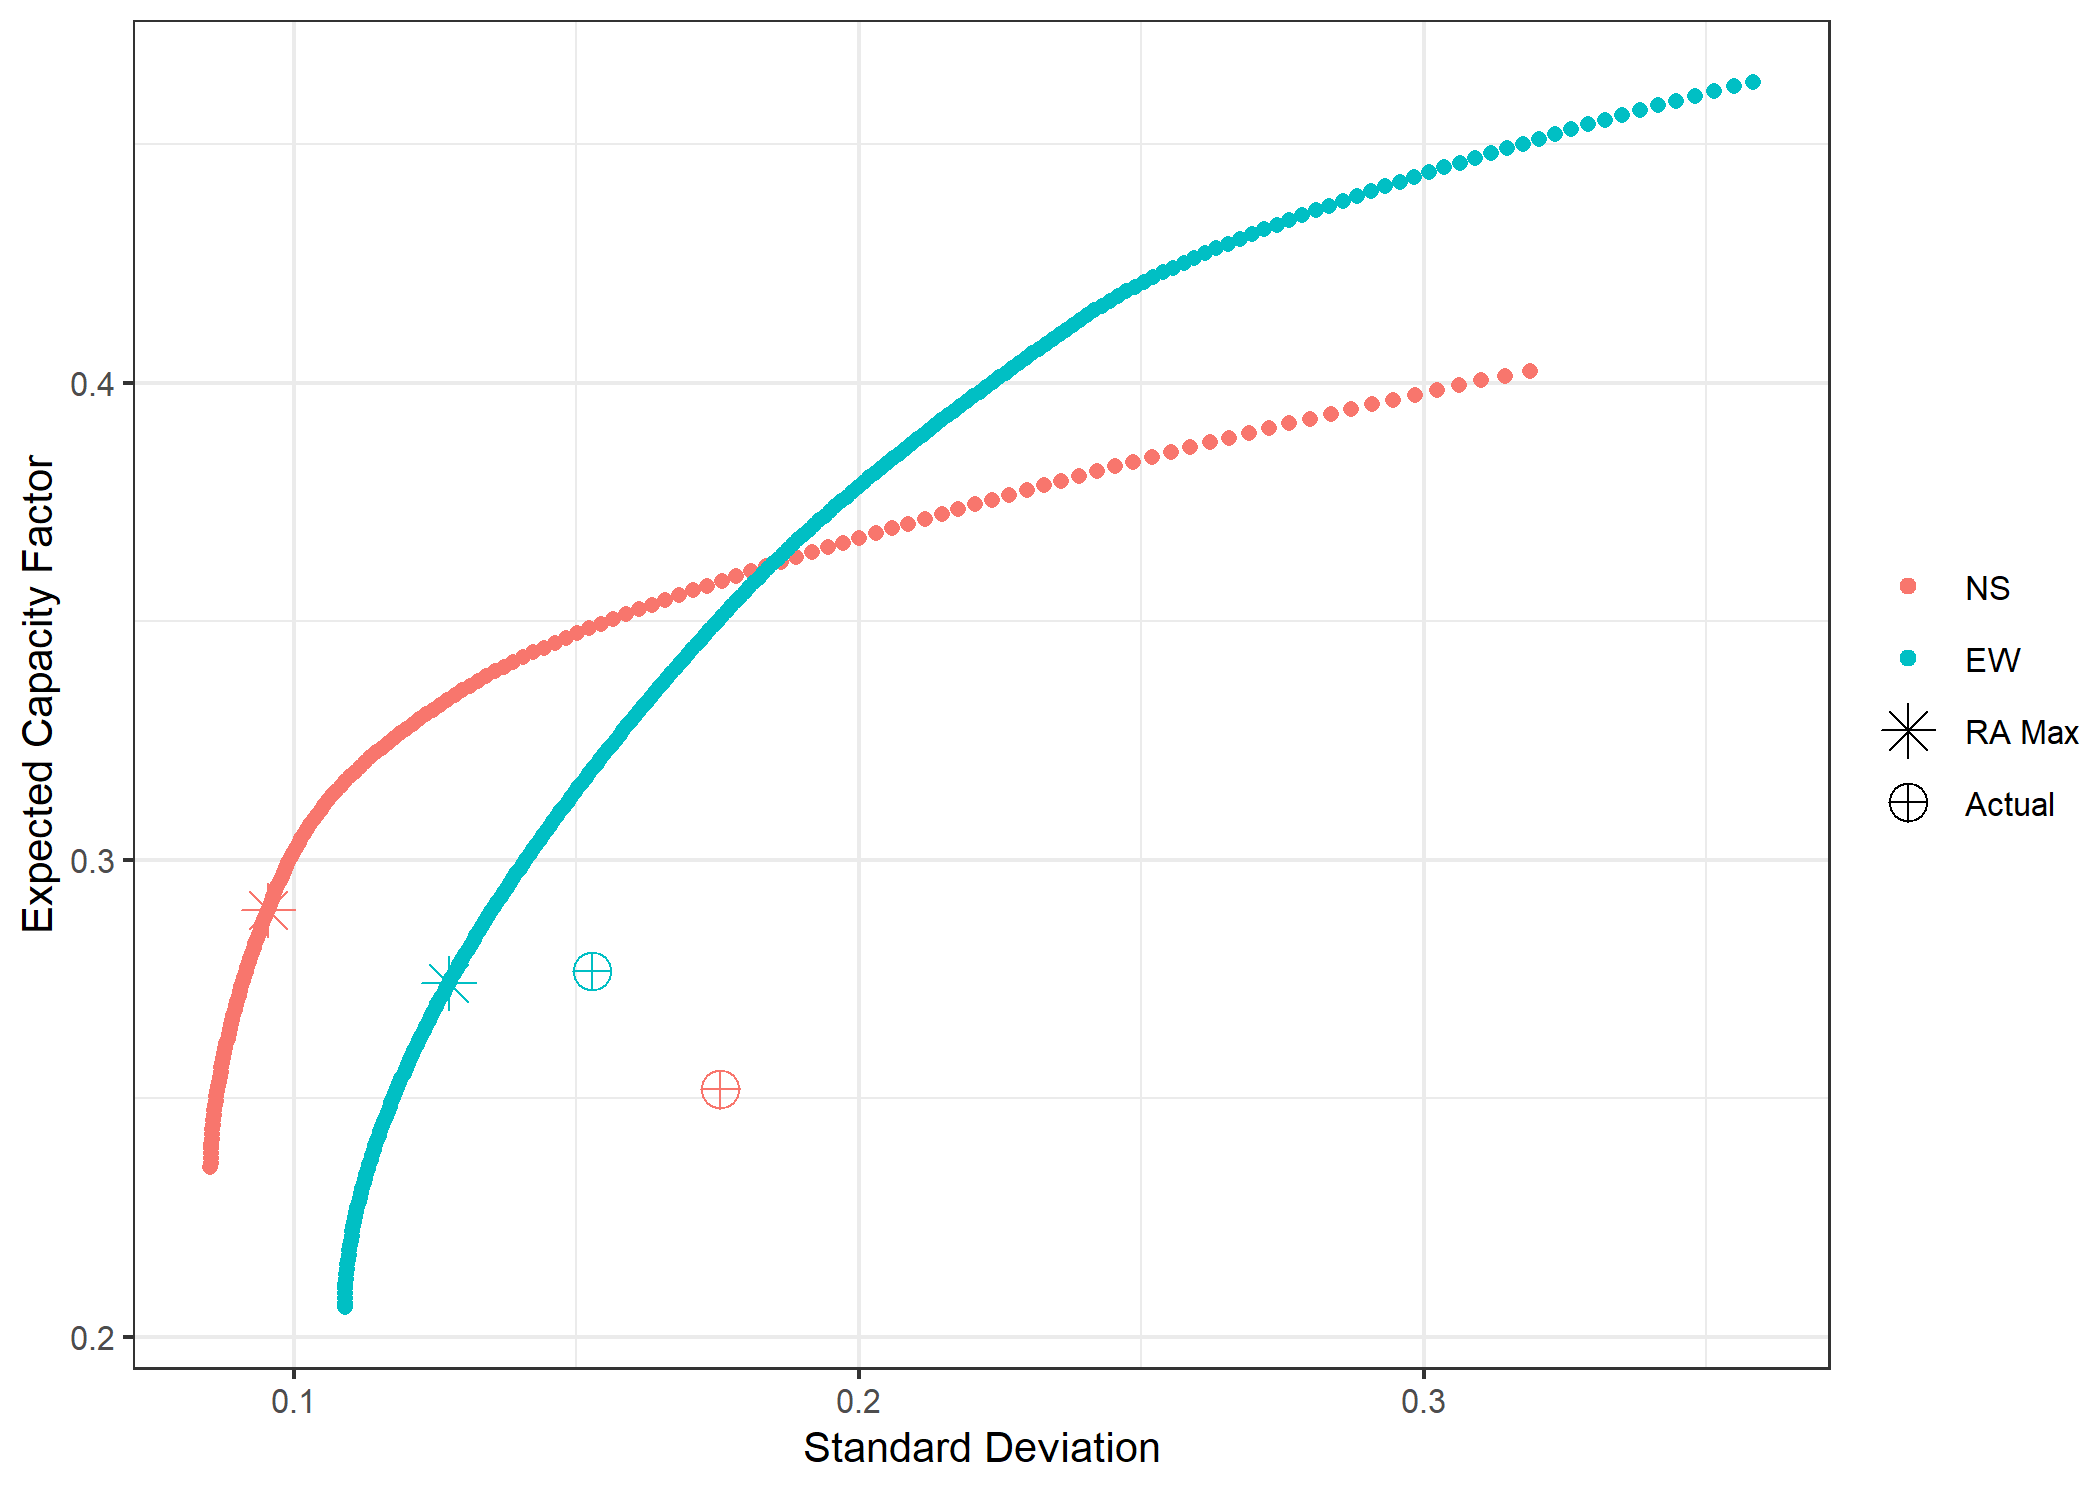 Expected Capacity Factor
0.4
0.3
0.2
0.1
0.2
0.3
Standard Deviation
NS
EW
RA Max
Actual